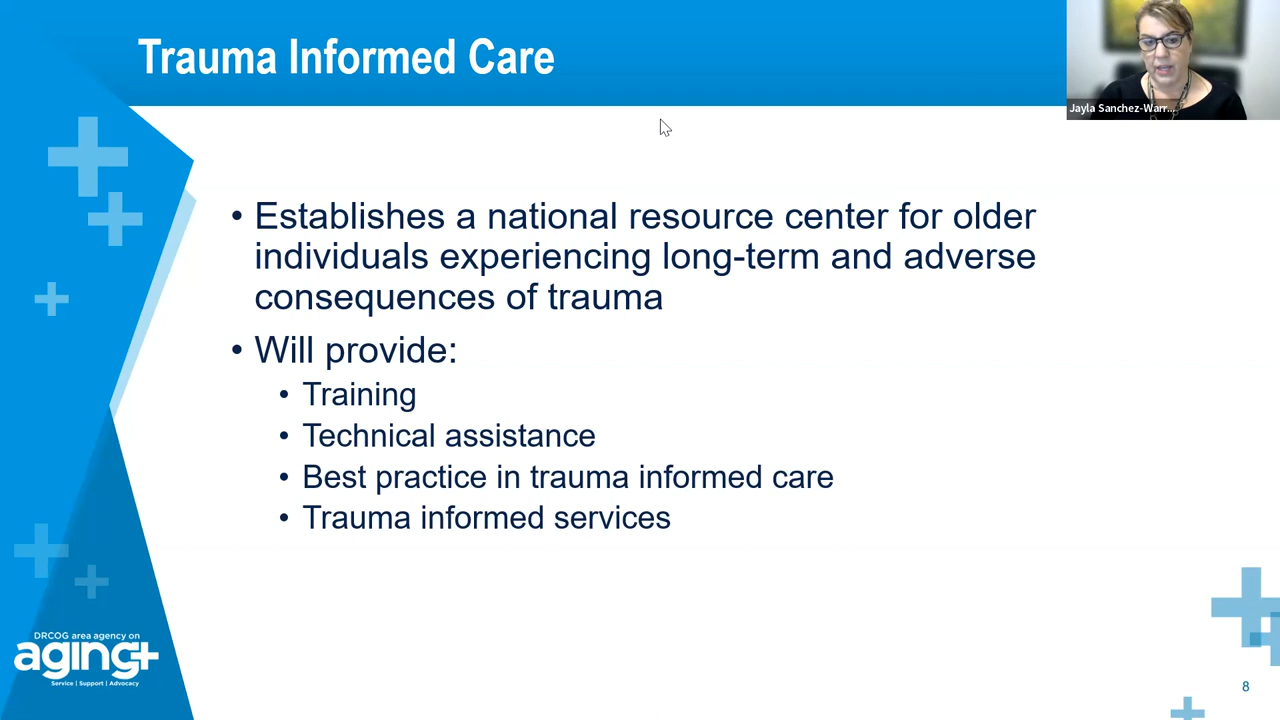 Trauma Informed Care
Jayla Sanchez-Warr...
• Establishes a national resource center for older
individuals experiencing long-term and adverse
consequences of trauma
• Will provide:
• Training
• Technical assistance
• Best practice in trauma informed care
• Trauma informed services
DRCOG area agency on
aging+
Service | Support | Advocacy
8